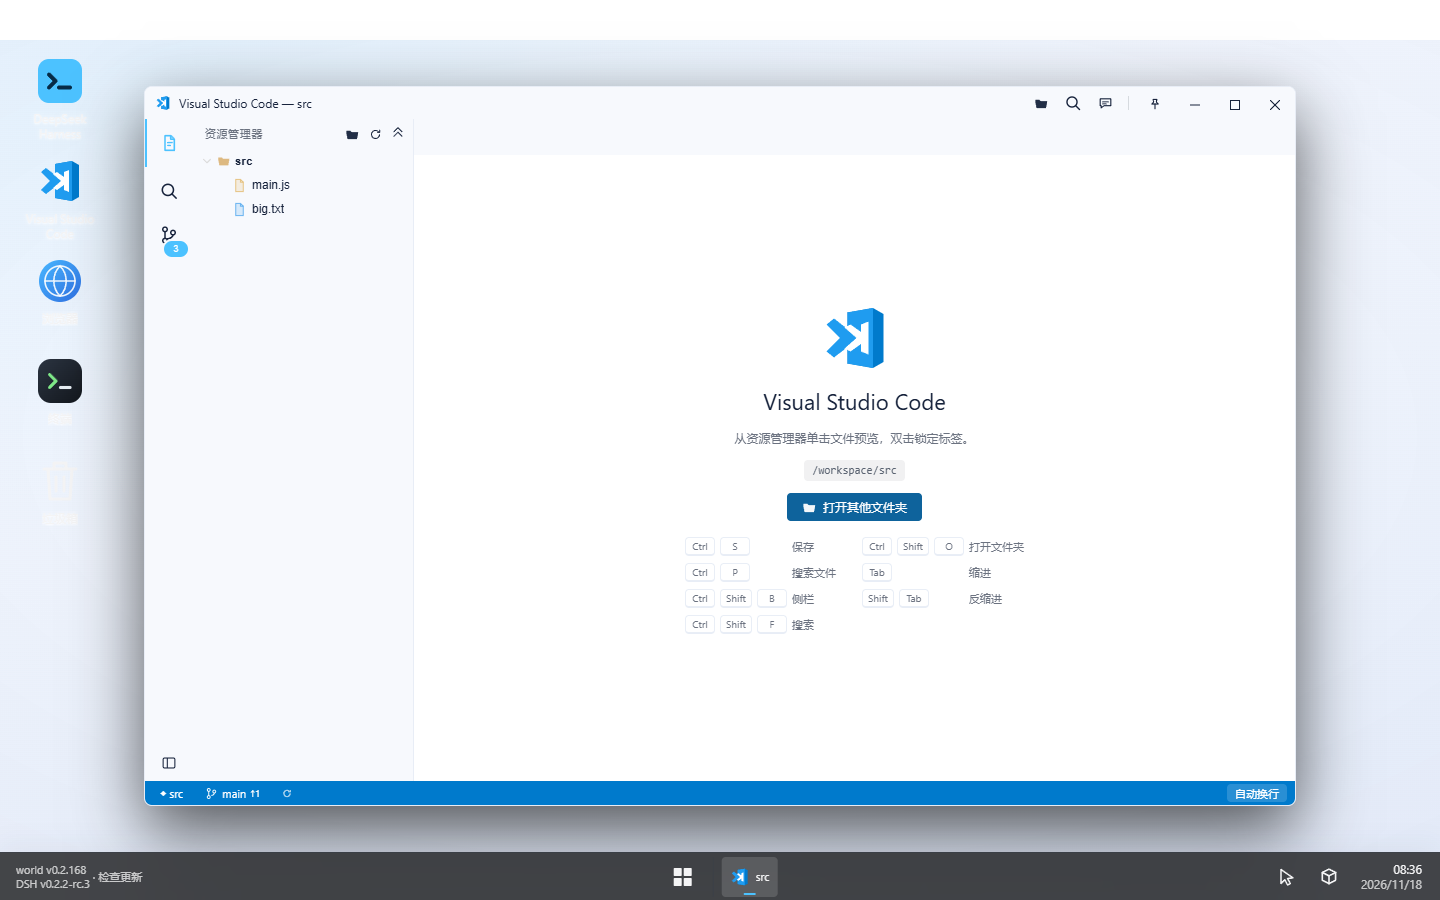 Visual Studio Code — src
资源管理器
src
main.js
big.txt
3
Visual Studio Code
从资源管理器单击文件预览，双击锁定标签。
/workspace/src
打开其他文件夹
Ctrl S 保存 Ctrl Shift O 打开文件夹
Ctrl P 搜索文件 Tab 缩进
Ctrl Shift B 侧栏 Shift Tab 反缩进
Ctrl Shift F 搜索
src main ↑1 自动换行
world v0.2.168
DSH v0.2.2-rc.3 · 检查更新
src
08:36
2026/11/18